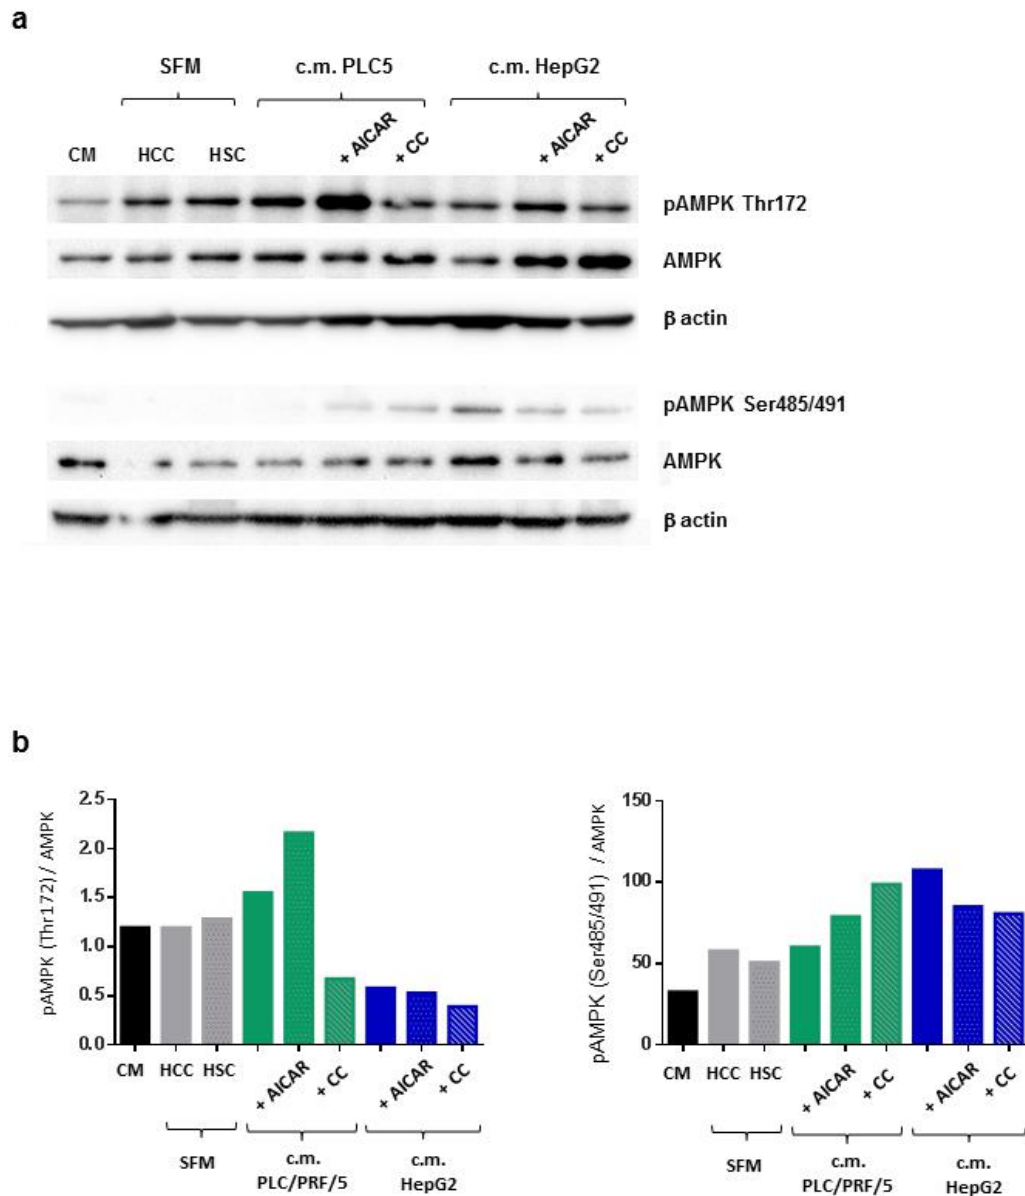 a
SFM c.m. PLC5 c.m. HepG2
CM HCC HSC + AICAR + CC + AICAR + CC
pAMPK Thr172
AMPK
β actin
pAMPK Ser485/491
AMPK
β actin
b
pAMPK (Thr172) / AMPK
2.5
2.0
1.5
1.0
0.5
0.0
CM HCC HSC + AICAR + CC + AICAR + CC
SFM c.m. c.m.
PLC/PRF/5 HepG2
pAMPK (Ser485/491) / AMPK
150
100
50
0
CM HCC HSC + AICAR + CC + AICAR + CC
SFM c.m. c.m.
PLC/PRF/5 HepG2